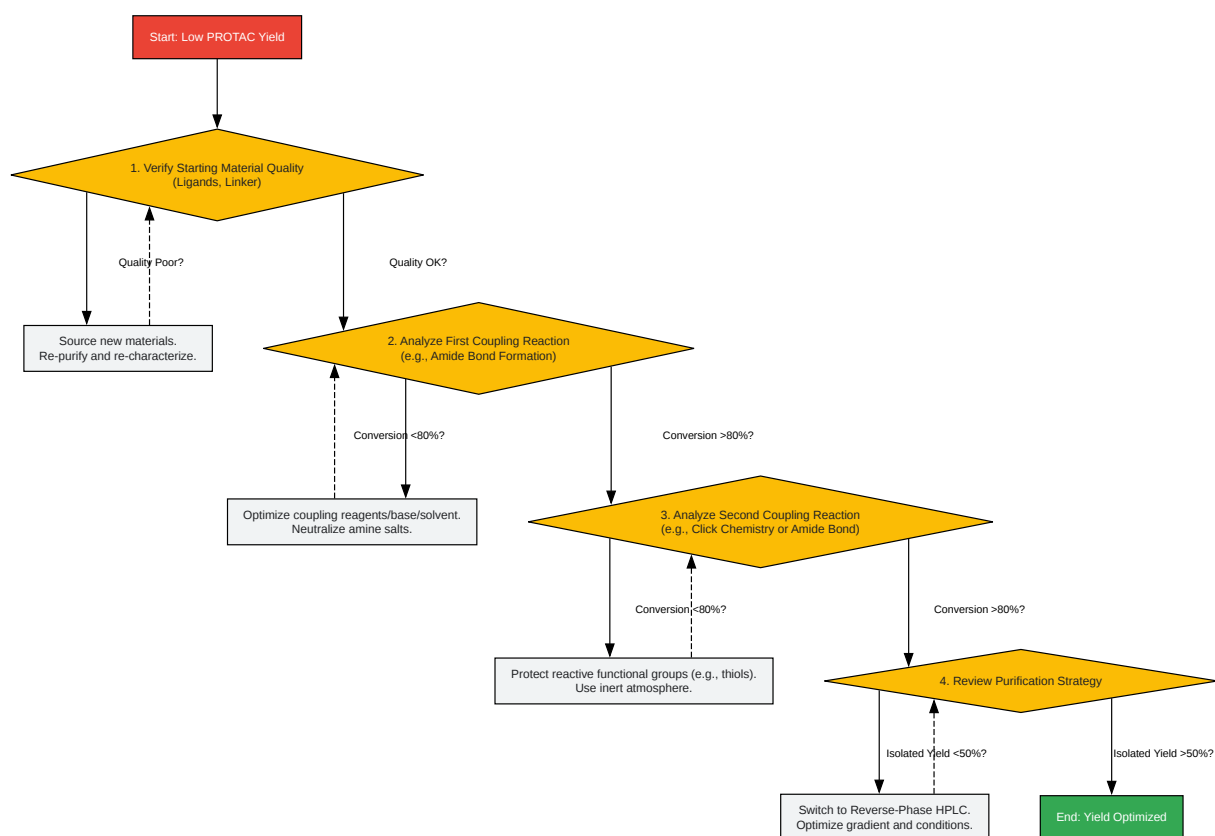 Start: Low PROTAC Yield
1. Verify Starting Material Quality
(Ligands, Linker)
Quality Poor?
Quality OK?
Source new materials.
Re-purify and re-characterize.
2. Analyze First Coupling Reaction
(e.g., Amide Bond Formation)
Conversion <80%?
Conversion >80%?
Optimize coupling reagents/base/solvent.
Neutralize amine salts.
3. Analyze Second Coupling Reaction
(e.g., Click Chemistry or Amide Bond)
Conversion <80%?
Conversion >80%?
Protect reactive functional groups (e.g., thiols).
Use inert atmosphere.
4. Review Purification Strategy
Isolated Yield <50%?
Isolated Yield >50%?
Switch to Reverse-Phase HPLC.
Optimize gradient and conditions.
End: Yield Optimized